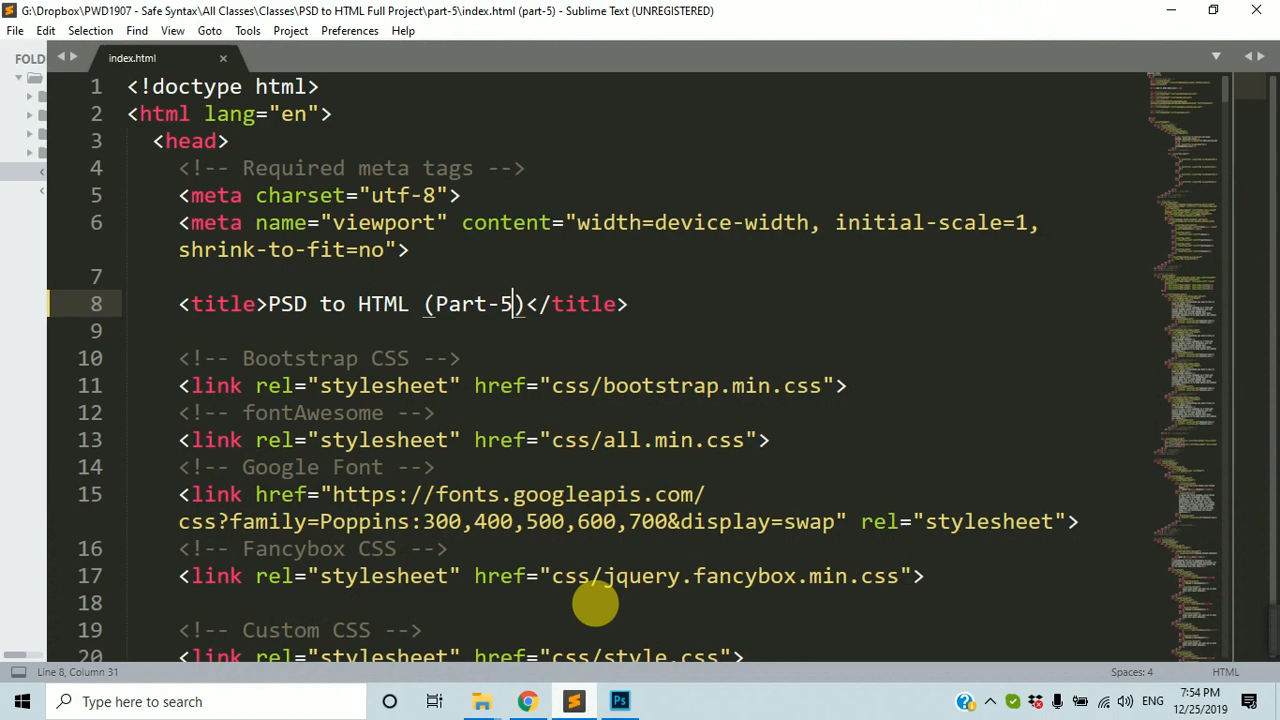 G:\Dropbox\PWD1907 - Safe Syntax\All Classes\Classes\PSD to HTML Full Project\part-5\index.html (part-5) - Sublime Text (UNREGISTERED)
File Edit Selection Find View Goto Tools Project Preferences Help
FOLD
index.html
1 <!doctype html>
2 <html lang="en">
3 <head>
4 <!-- Required meta tags -->
5 <meta charset="utf-8">
6 <meta name="viewport" content="width=device-width, initial-scale=1,
shrink-to-fit=no">
7
8 <title>PSD to HTML (Part-5)</title>
9
10 <!-- Bootstrap CSS -->
11 <link rel="stylesheet" href="css/bootstrap.min.css">
12 <!-- fontAwesome -->
13 <link rel="stylesheet" href="css/all.min.css">
14 <!-- Google Font -->
15 <link href="https://fonts.googleapis.com/
css?family=Poppins:300,400,500,600,700&display=swap" rel="stylesheet">
16 <!-- Fancybox CSS -->
17 <link rel="stylesheet" href="css/jquery.fancybox.min.css">
18
19 <!-- Custom CSS -->
20 <link rel="stylesheet" href="css/style.css">
Line 8, Column 31
Spaces: 4
HTML
Type here to search
Ps
ENG
7:54 PM
12/25/2019